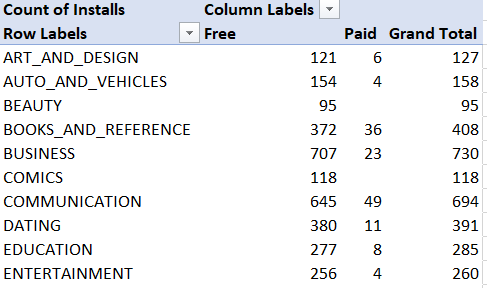 Count of Installs Column Labels
Row Labels Free Paid Grand Total
ART_AND_DESIGN 121 6 127
AUTO_AND_VEHICLES 154 4 158
BEAUTY 95 95
BOOKS_AND_REFERENCE 372 36 408
BUSINESS 707 23 730
COMICS 118 118
COMMUNICATION 645 49 694
DATING 380 11 391
EDUCATION 277 8 285
ENTERTAINMENT 256 4 260